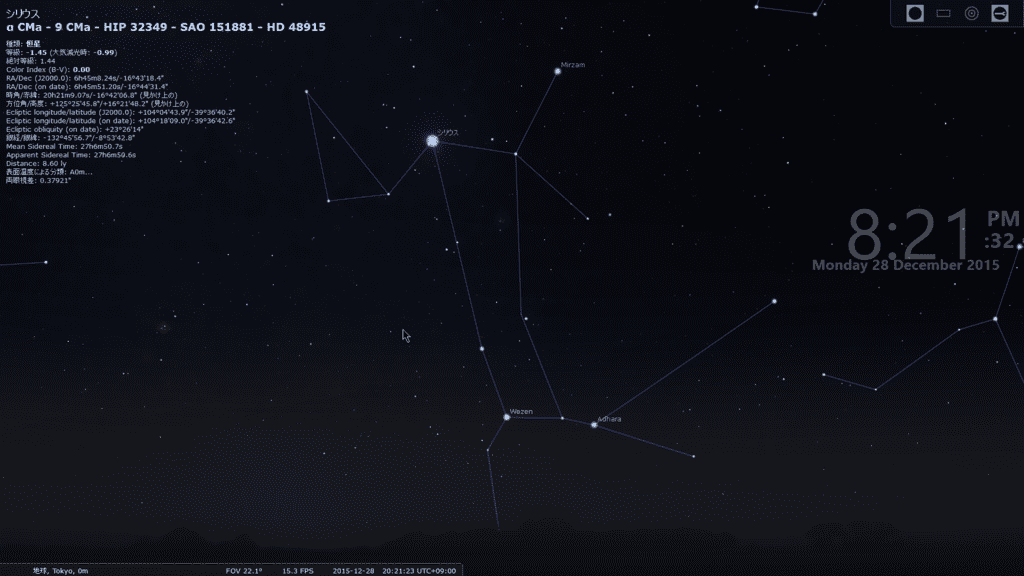 シリウス
α CMa - 9 CMa - HIP 32349 - SAO 151881 - HD 48915
種類: 恒星
等級: -1.45 (大気減光時: -0.99)
絶対等級: 1.44
Color Index (B-V): 0.00
RA/Dec (J2000.0): 6h45m8.24s/-16°43'18.4"
RA/Dec (on date): 6h45m51.20s/-16°44'31.4"
時角/赤緯: 20h21m9.07s/-16°42'06.8" (見かけ上の)
方位角/高度: +125°25'45.8"/+16°21'48.2" (見かけ上の)
Ecliptic longitude/latitude (J2000.0): +104°04'43.9"/-39°36'40.2"
Ecliptic longitude/latitude (on date): +104°18'09.0"/-39°36'42.6"
Ecliptic obliquity (on date): +23°26'14"
銀経/銀緯: -132°45'56.7"/-8°53'42.8"
Mean Sidereal Time: 27h6m50.7s
Apparent Sidereal Time: 27h6m50.6s
Distance: 8.60 ly
表面温度による分類: A0m...
両眼視差: 0.37921"
Mirzam
シリウス
8:21 PM :32
Monday 28 December 2015
Wezen
Adhara
地球, Tokyo, 0m FOV 22.1° 15.3 FPS 2015-12-28 20:21:23 UTC+09:00